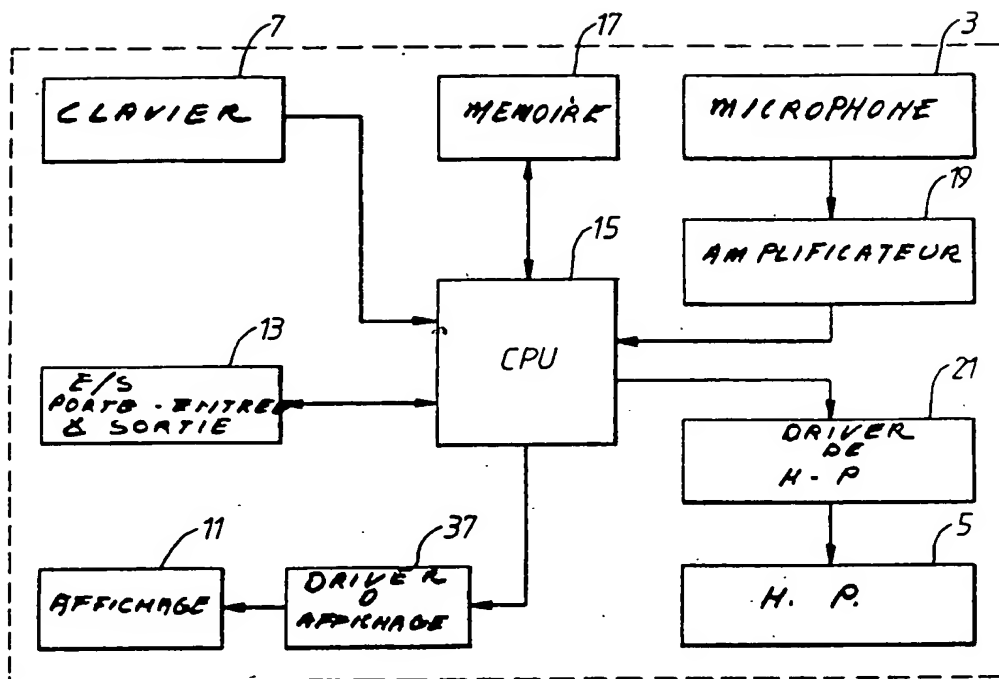 7
17
3
CLAVIER
MEMOIRE
MICROPHONE
19
15
AMPLIFICATEUR
CPU
13
E/S
PORTE-ENTREE
& SORTIE
21
DRIVER
DE
H-P
11
37
5
AFFICHAGE
DRIVER
D
AFFICHAGE
H. P.